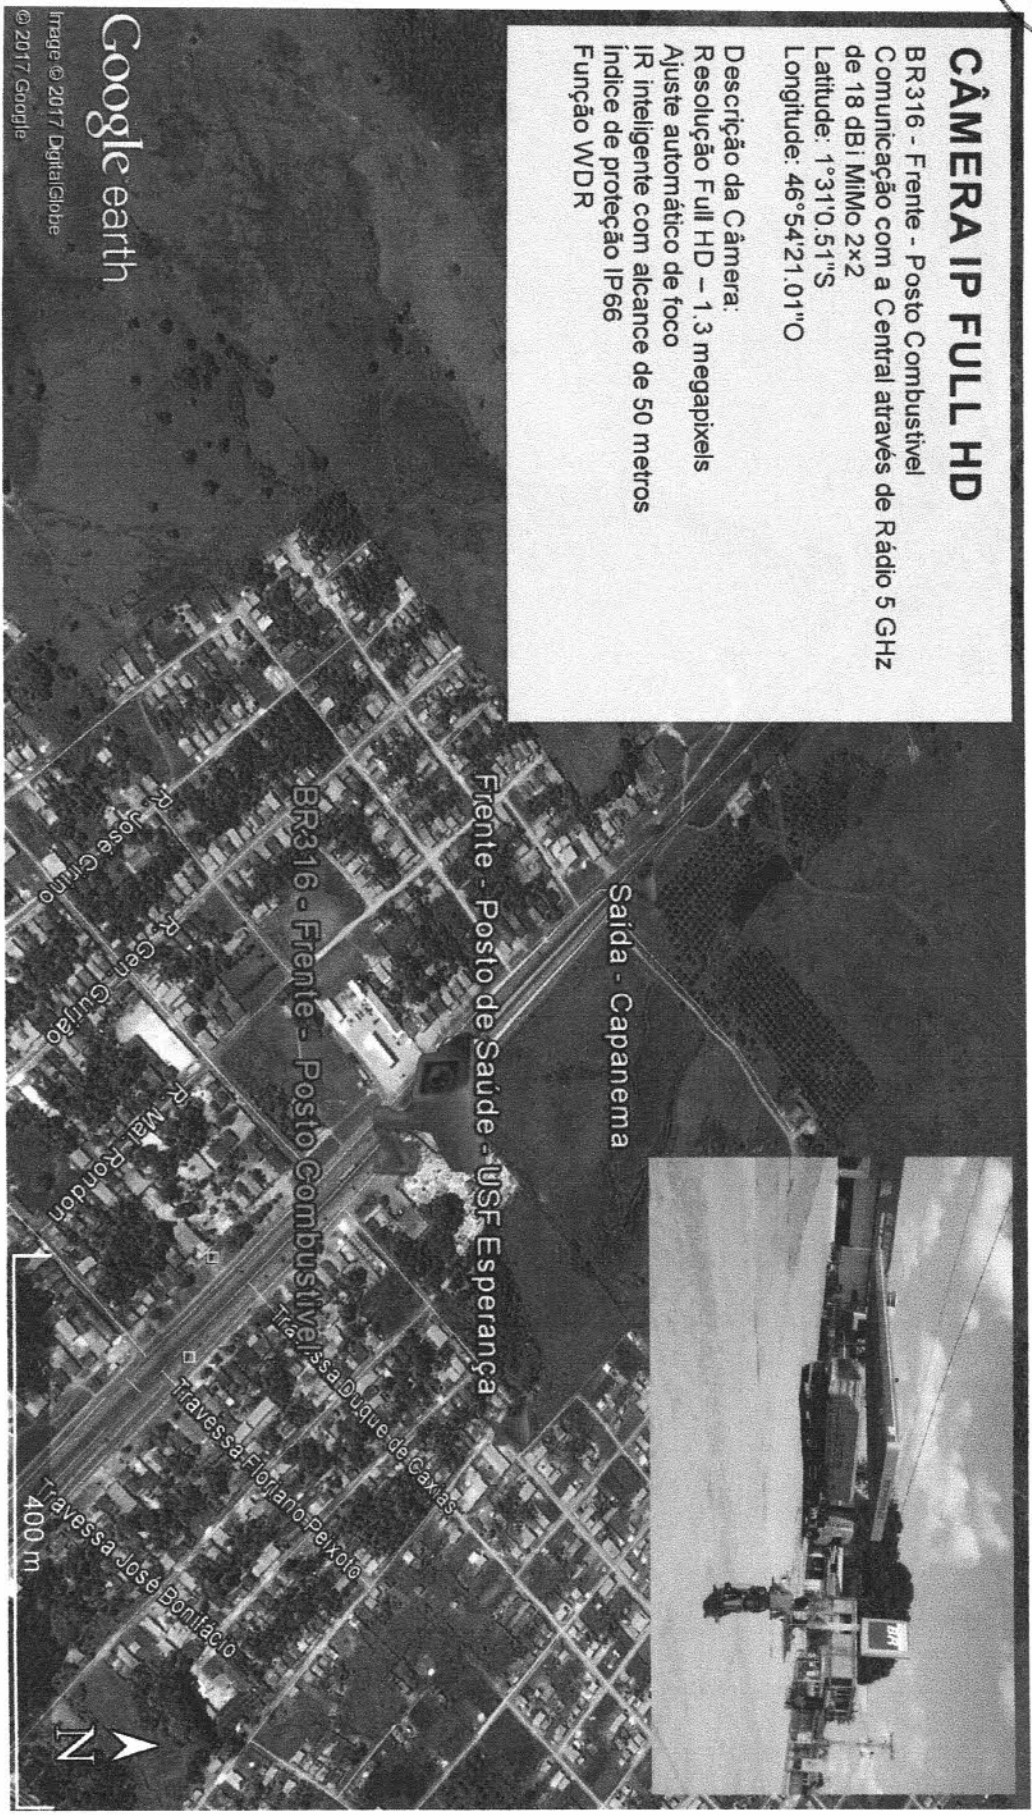 CÂMERA IP FULL HD
BR316 - Frente - Posto Combustivel
Comunicação com a Central através de Rádio 5 GHz
de 18 dBi MiMo 2x2
Latitude: 1°31'0.51"S
Longitude: 46°54'21.01"O
Descrição da Câmera:
Resolução Full HD – 1.3 megapixels
Ajuste automático de foco
IR inteligente com alcance de 50 metros
Índice de proteção IP66
Função WDR
Saída - Capanema
Frente - Posto de Saúde - USF Esperança
BR316 - Frente - Posto Combustivel
R José Cirino
R Gen Gurjão
R Mal Rondon
Travessa Duque de Caxias
Travessa Floriano Peixoto
Travessa José Bonifácio
BR
Google earth
Image © 2017 DigitalGlobe
© 2017 Google
400 m
N